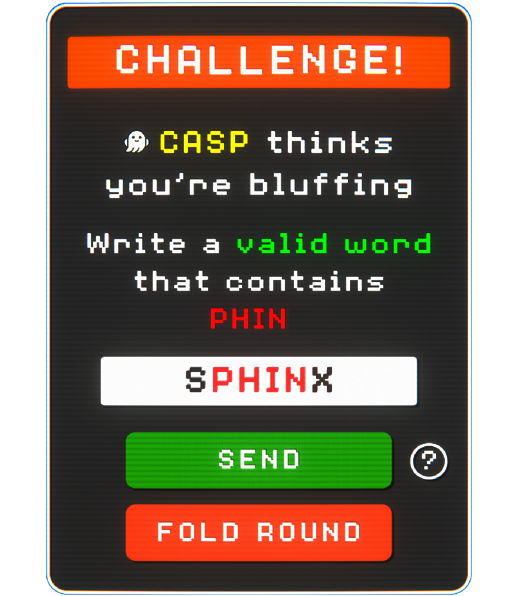 CHALLENGE!
CASP thinks
you're bluffing
Write a valid word
that contains
PHIN
SPHINX
SEND
?
FOLD ROUND